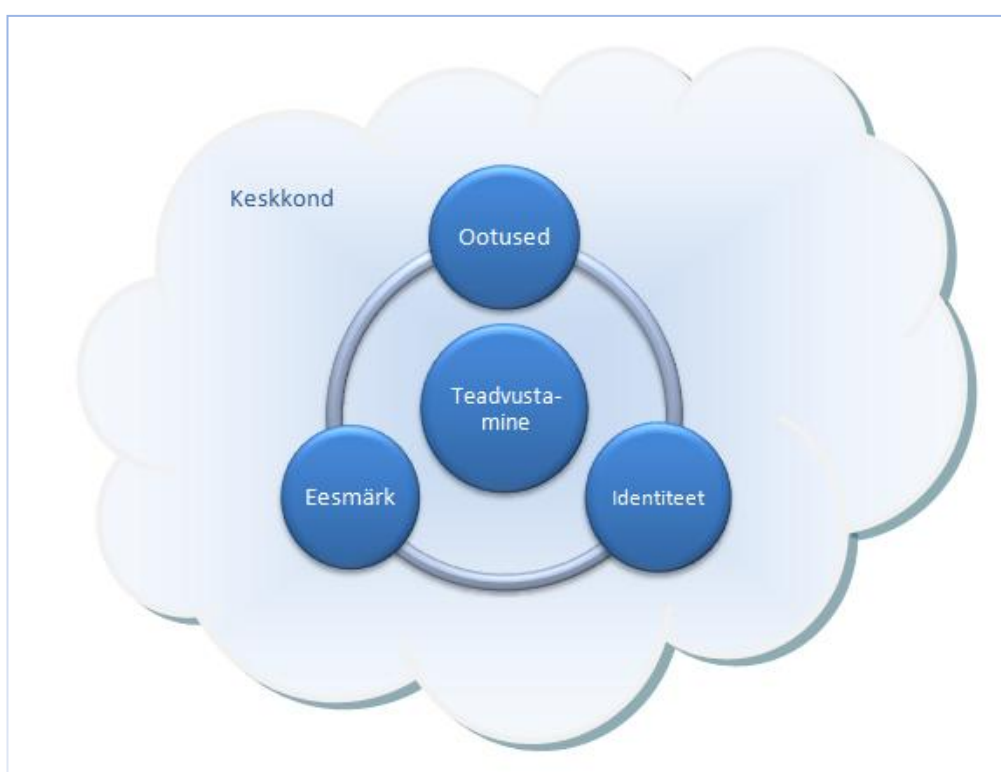 Keskkond
Ootused
Teadvusta-
mine
Eesmärk
Identiteet